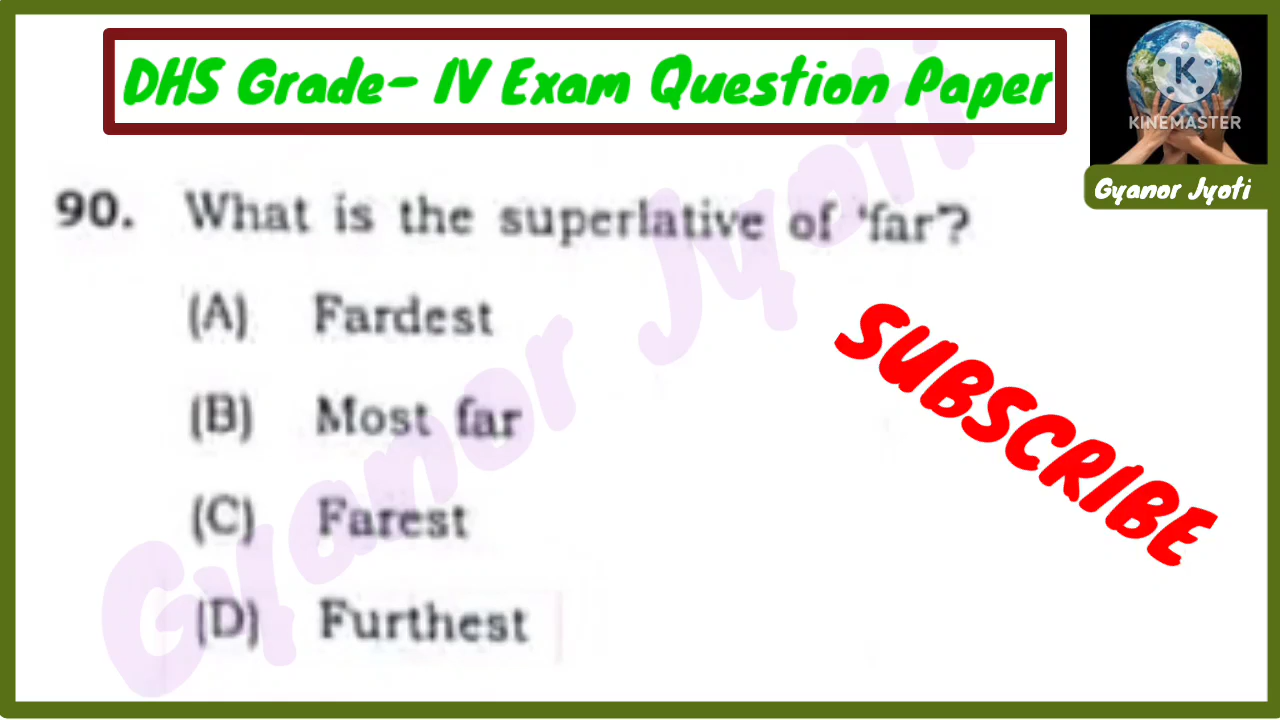 DHS Grade- IV Exam Question Paper
K
KINEMASTER
Gyanor Jyoti
90. What is the superlative of 'far'?
(A) Fardest
(B) Most far
(C) Farest
(D) Furthest
SUBSCRIBE
Gyanor Jyoti